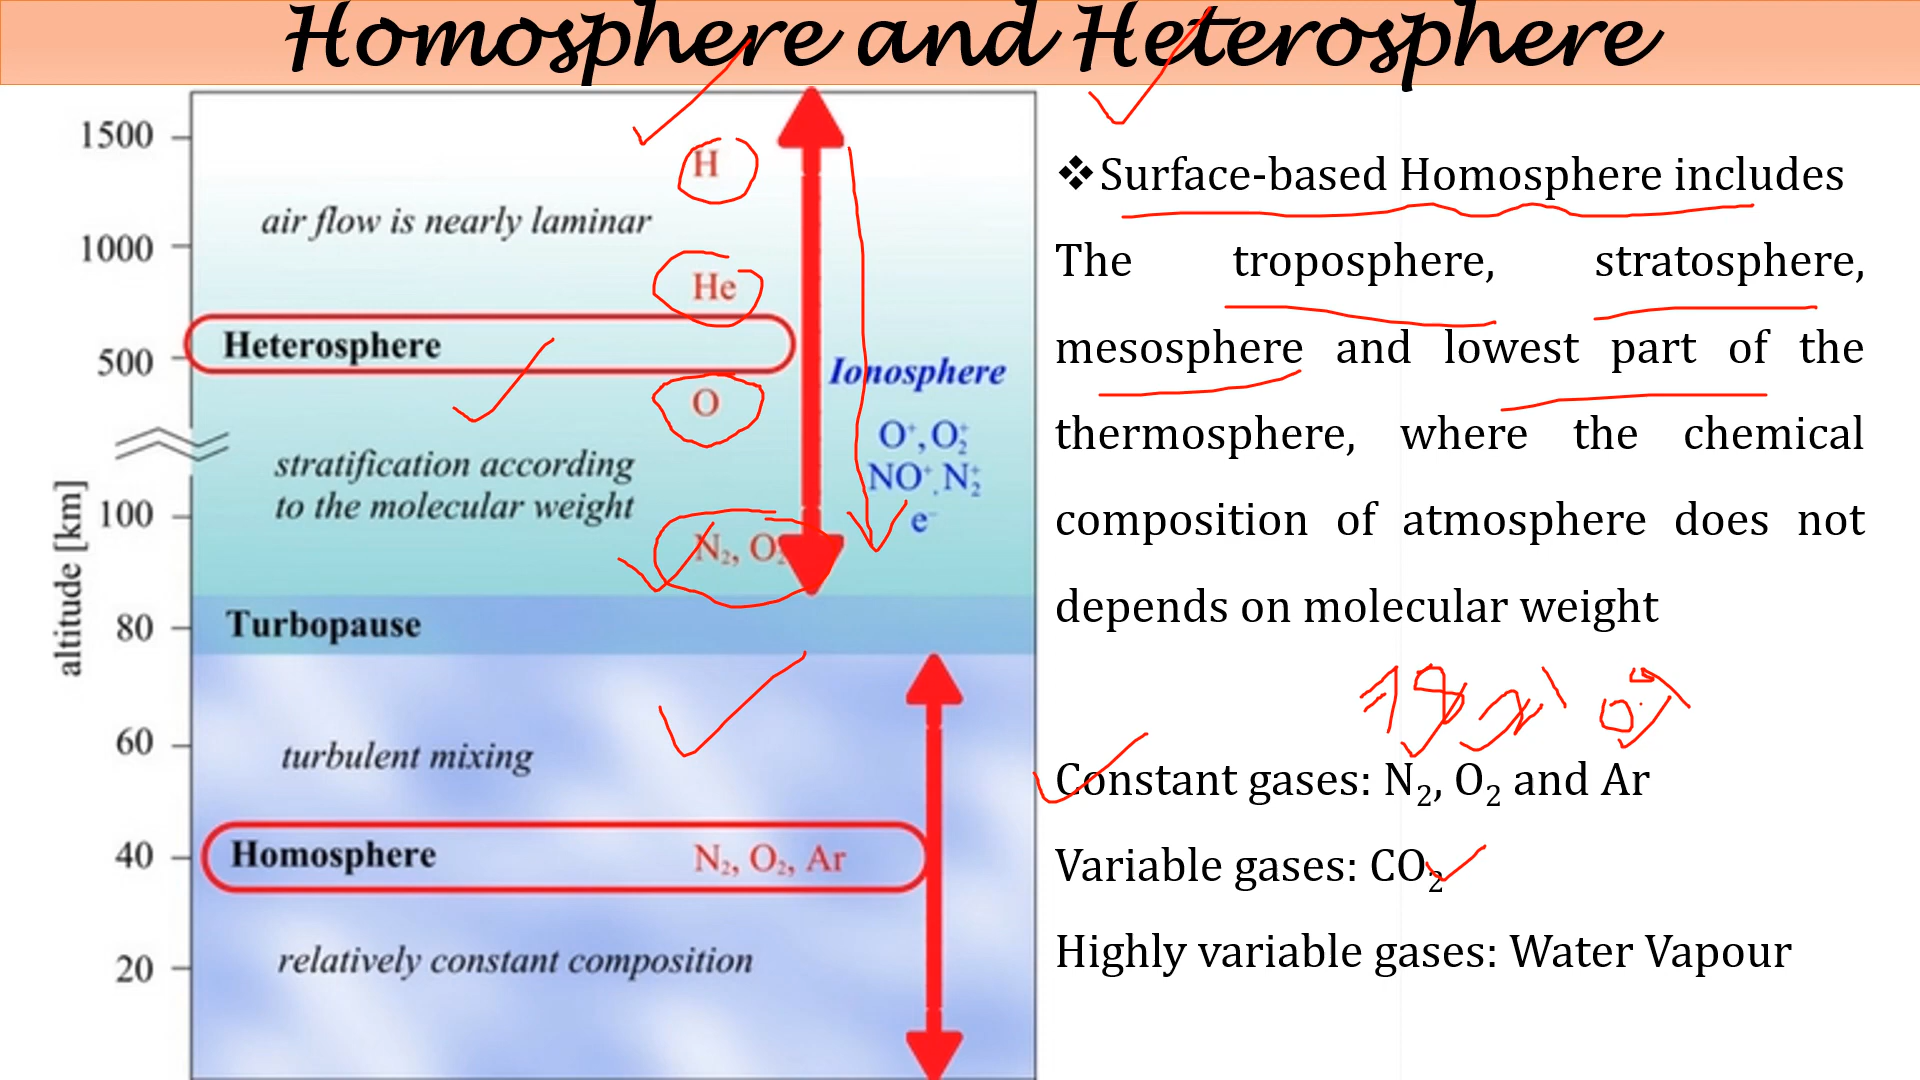 Homosphere and Heterosphere
1500
H
air flow is nearly laminar
1000
He
Heterosphere
500
Ionosphere
O
O⁺, O₂⁺
stratification according
NO⁺, N₂⁺
to the molecular weight
100
e⁻
N₂, O₂
altitude [km]
80
Turbopause
60
turbulent mixing
40
Homosphere N₂, O₂, Ar
20
relatively constant composition
❖Surface-based Homosphere includes
The troposphere, stratosphere,
mesosphere and lowest part of the
thermosphere, where the chemical
composition of atmosphere does not
depends on molecular weight
78 21 0.9
Constant gases: N₂, O₂ and Ar
Variable gases: CO₂
Highly variable gases: Water Vapour